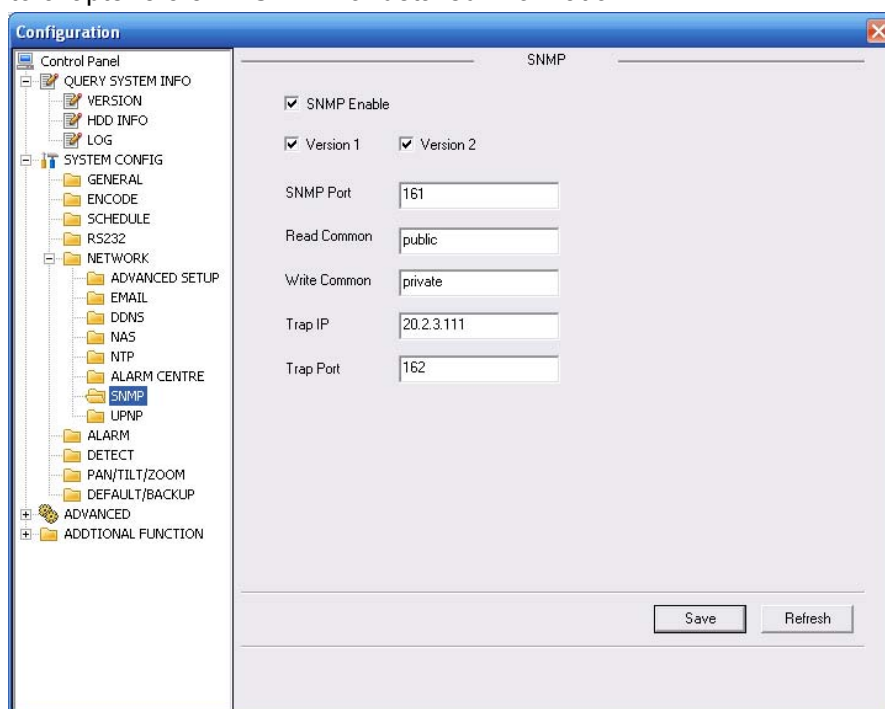 Configuration
Control Panel
QUERY SYSTEM INFO
VERSION
HDD INFO
LOG
SYSTEM CONFIG
GENERAL
ENCODE
SCHEDULE
RS232
NETWORK
ADVANCED SETUP
EMAIL
DDNS
NAS
NTP
ALARM CENTRE
SNMP
UPNP
ALARM
DETECT
PAN/TILT/ZOOM
DEFAULT/BACKUP
ADVANCED
ADDTIONAL FUNCTION
SNMP
SNMP Enable
Version 1 Version 2
SNMP Port 161
Read Common public
Write Common private
Trap IP 20.2.3.111
Trap Port 162
Save Refresh